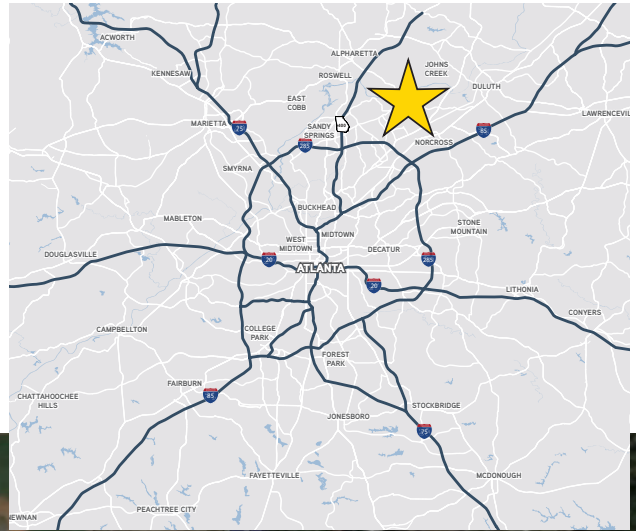 ACWORTH
ALPHARETTA
JOHNS
CREEK
KENNESAW
ROSWELL
DULUTH
EAST
COBB
LAWRENCEVIL
MARIETTA
75
SANDY
SPRINGS
400
85
285
NORCROSS
SMYRNA
BUCKHEAD
MABLETON
STONE
MOUNTAIN
MIDTOWN
WEST
MIDTOWN
DECATUR
DOUGLASVILLE
20
285
ATLANTA
20
LITHONIA
CONYERS
CAMPBELLTON
COLLEGE
PARK
FOREST
PARK
FAIRBURN
85
CHATTAHOOCHEE
HILLS
STOCKBRIDGE
JONESBORO
75
FAYETTEVILLE
MCDONOUGH
PEACHTREE CITY
EWNAN